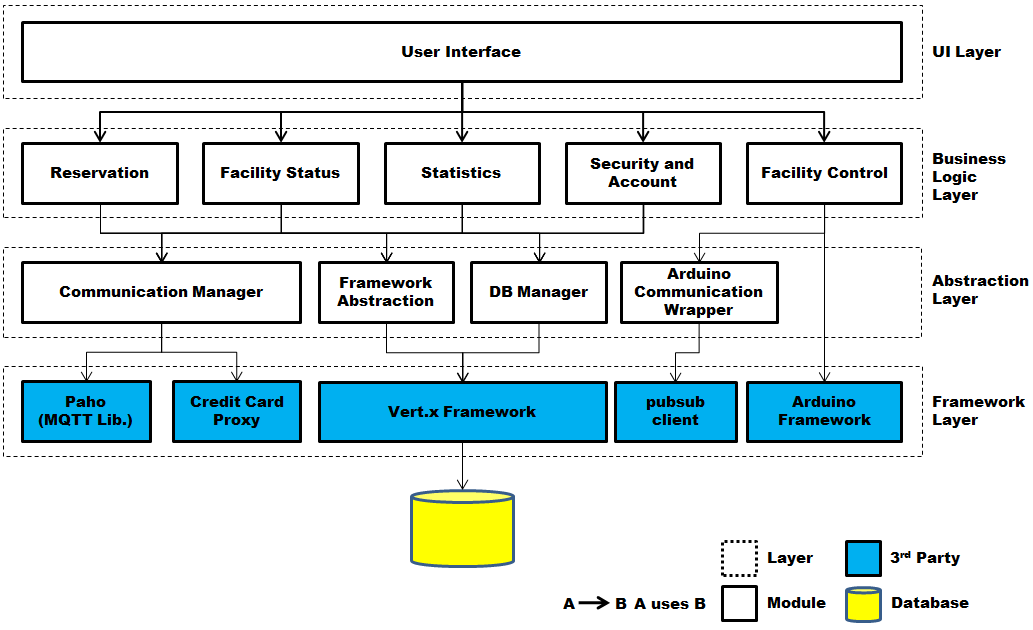 User Interface
UI Layer
Reservation
Facility Status
Statistics
Security and
Account
Facility Control
Business
Logic
Layer
Communication Manager
Framework
Abstraction
DB Manager
Arduino
Communication
Wrapper
Abstraction
Layer
Paho
(MQTT Lib.)
Credit Card
Proxy
Vert.x Framework
pubsub
client
Arduino
Framework
Framework
Layer
Layer
3rd Party
A B A uses B
Module
Database